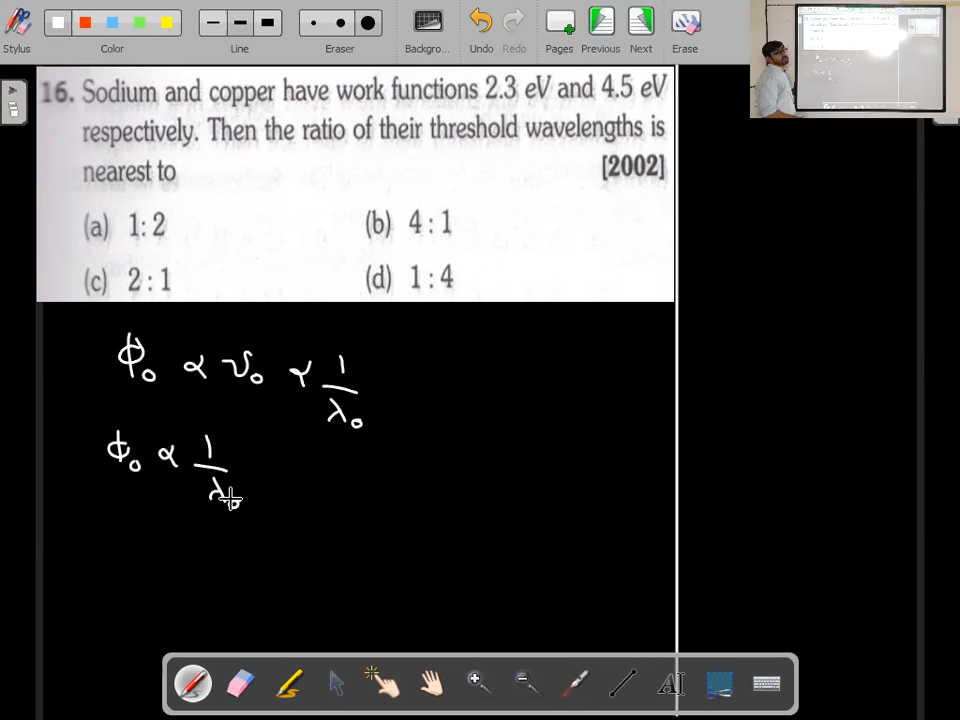 Stylus
Color
Line
Eraser
Backgro...
Undo
Redo
Pages
Previous
Next
Erase
16. Sodium and copper have work functions 2.3 eV and 4.5 eV
respectively. Then the ratio of their threshold wavelengths is
nearest to [2002]
(a) 1 : 2 (b) 4 : 1
(c) 2 : 1 (d) 1 : 4
ϕ₀ ∝ ν₀ ∝ 1/λ₀
ϕ₀ ∝ 1/λ₀
AI